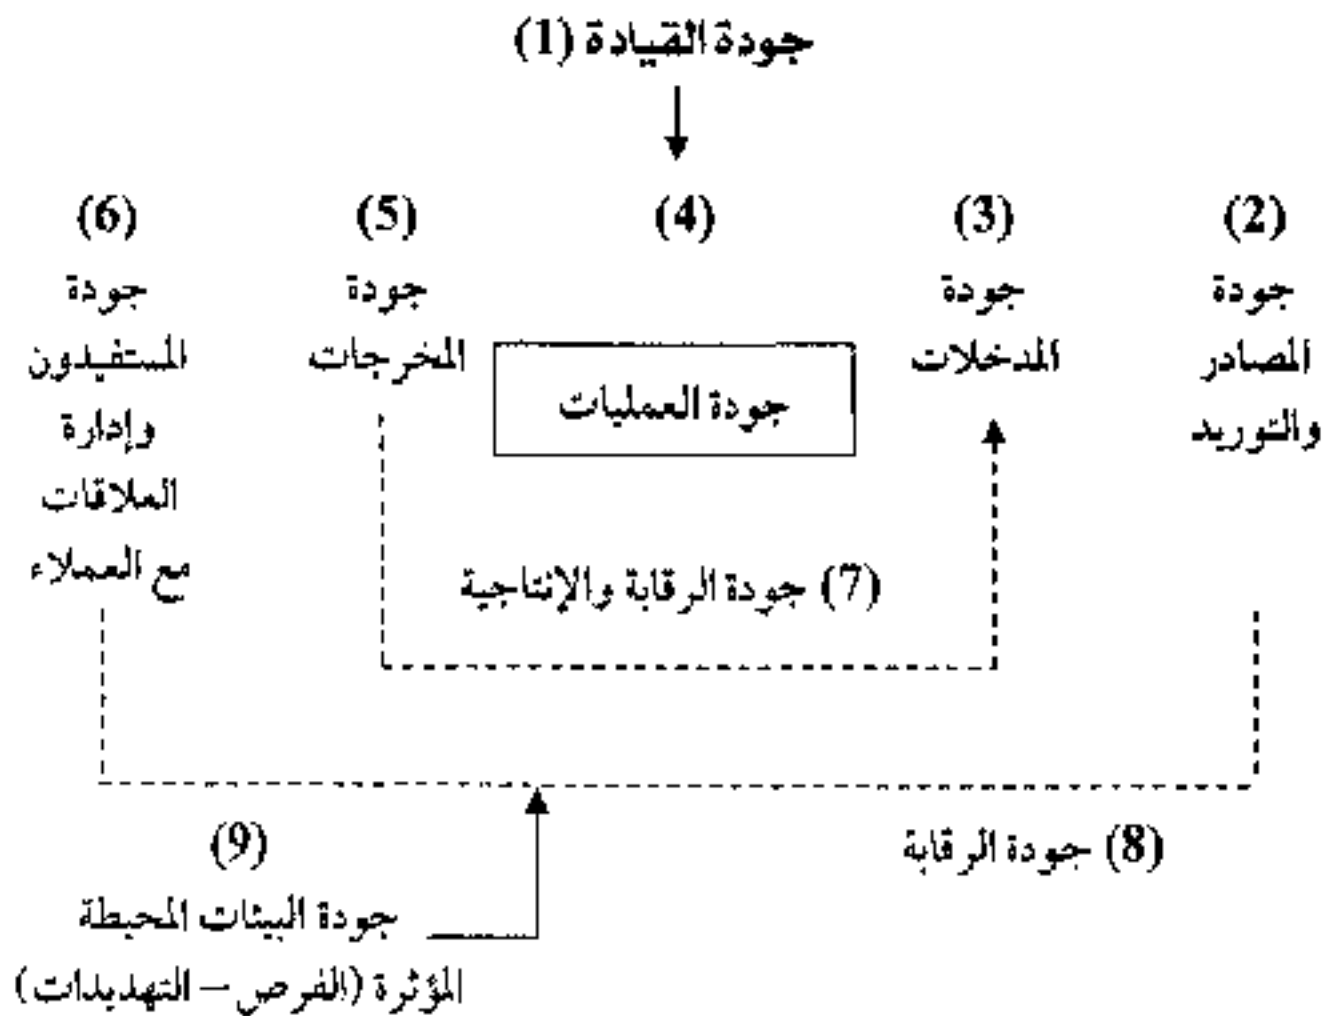 جودة القيادة (1)
(2)
جودة
المصادر
والتوريد
(3)
جودة
المدخلات
(4)
جودة العمليات
(5)
جودة
المخرجات
(6)
جودة
المستفيدون
وإدارة
العلاقات
مع العملاء
(7) جودة الرقابة والإنتاجية
(8) جودة الرقابة
(9)
جودة البيئات المحيطة
المؤثرة (الفرص – التهديدات)